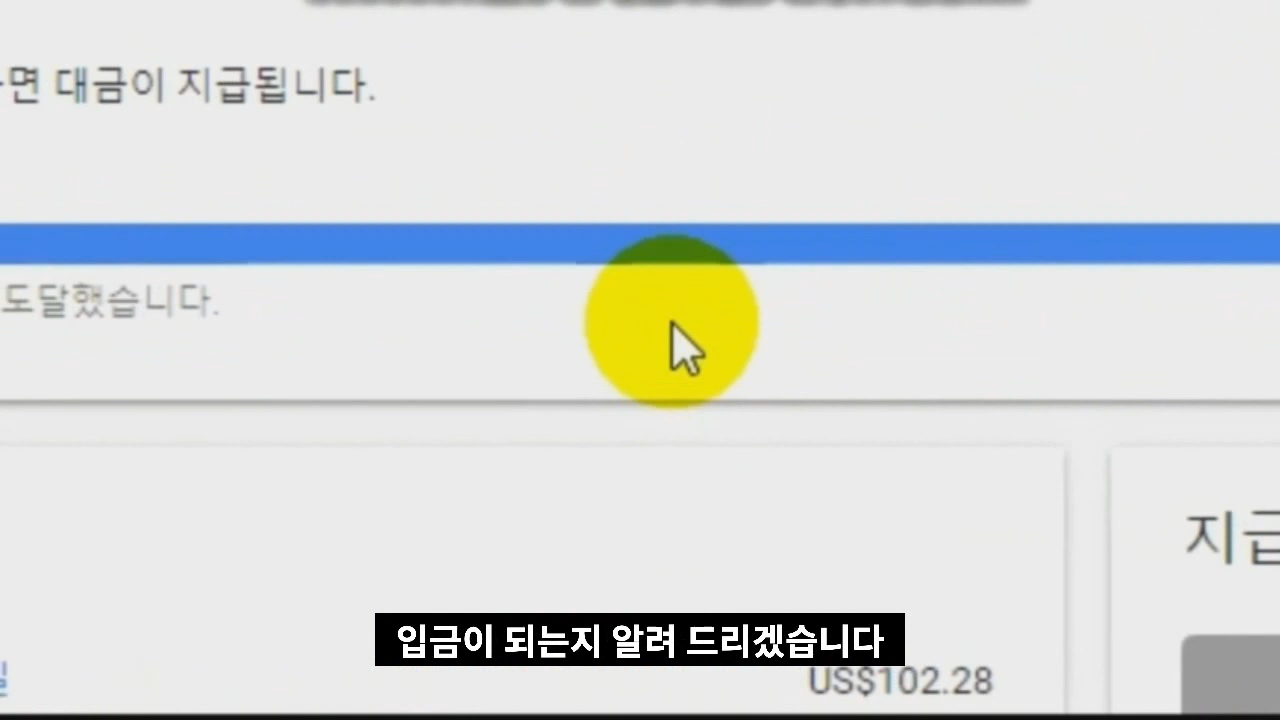 면 대금이 지급됩니다.
도달했습니다.
지급
입금이 되는지 알려 드리겠습니다
US$102.28